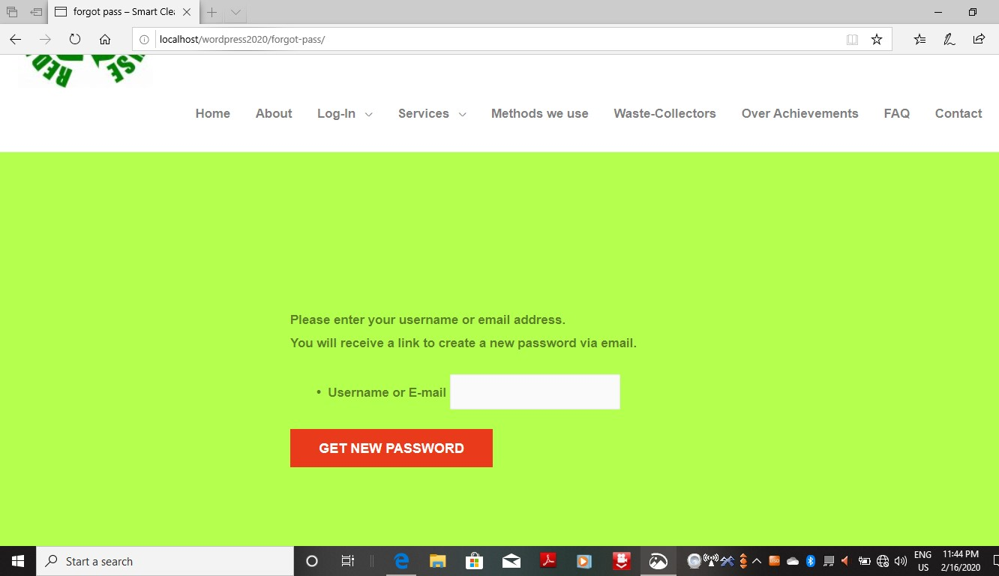 forgot pass – Smart Clea
localhost/wordpress2020/forgot-pass/
RED
USE
Home About Log-In Services Methods we use Waste-Collectors Over Achievements FAQ Contact
Please enter your username or email address.
You will receive a link to create a new password via email.
• Username or E-mail
GET NEW PASSWORD
Start a search
ENG
US
11:44 PM
2/16/2020